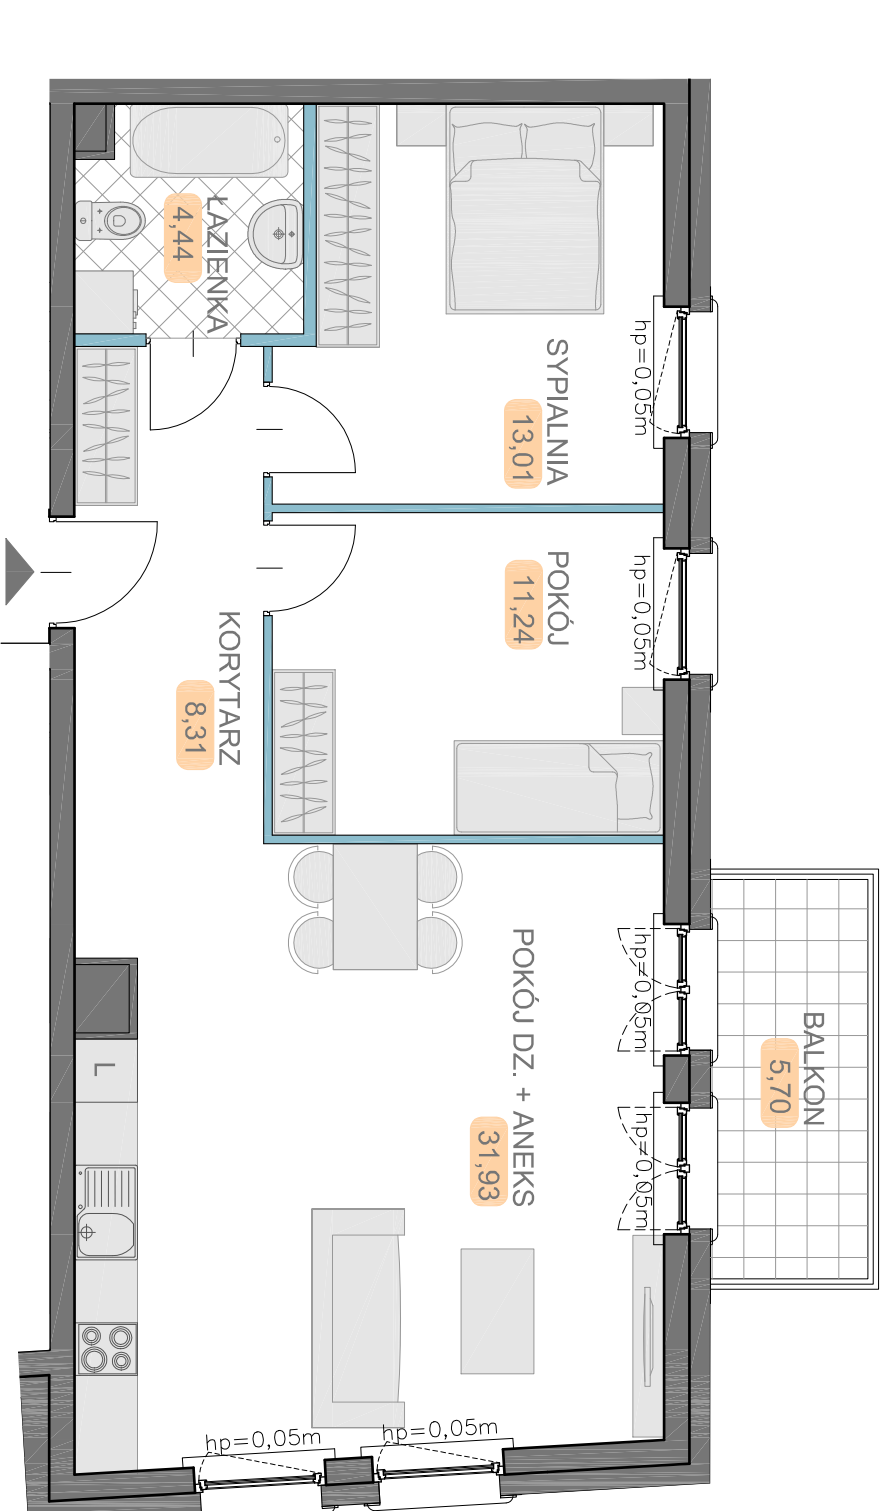 ŁAZIENKA
4,44
SYPIALNIA
13,01
hp=0,05m
POKÓJ
11,24
hp=0,05m
KORYTARZ
8,31
POKÓJ DZ. + ANEKS
31,93
hp=0,05m
hp=0,05m
BALKON
5,70
L
hp=0,05m
hp=0,05m